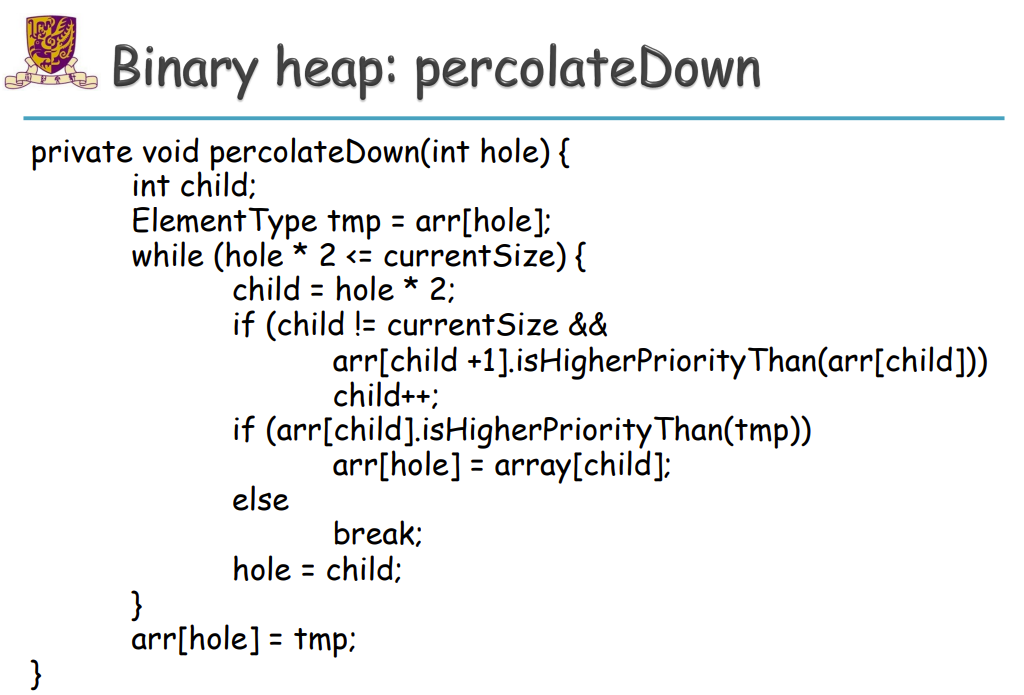 Binary heap: percolateDown
private void percolateDown(int hole) {
int child;
ElementType tmp = arr[hole];
while (hole * 2 <= currentSize) {
child = hole * 2;
if (child != currentSize &&
arr[child +1].isHigherPriorityThan(arr[child]))
child++;
if (arr[child].isHigherPriorityThan(tmp))
arr[hole] = array[child];
else
break;
hole = child;
}
arr[hole] = tmp;
}